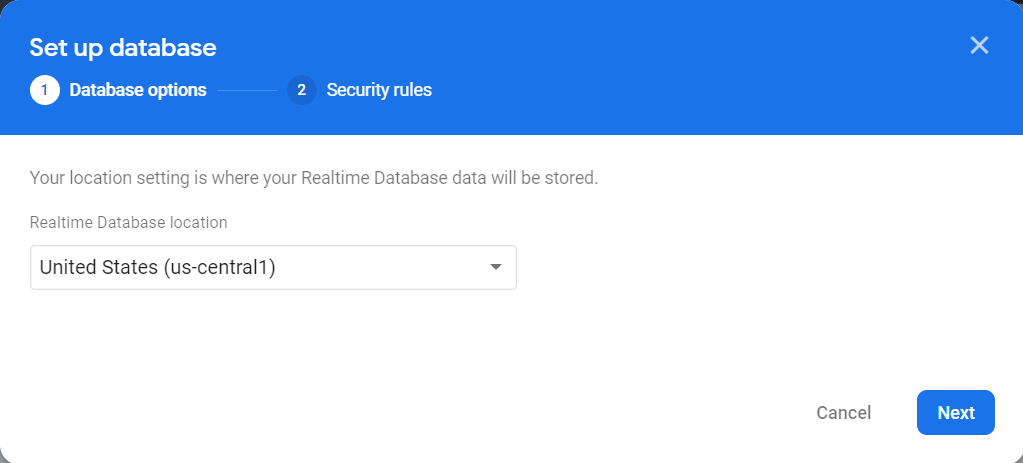 Set up database
1 Database options 2 Security rules
Your location setting is where your Realtime Database data will be stored.
Realtime Database location
United States (us-central1)
Cancel Next